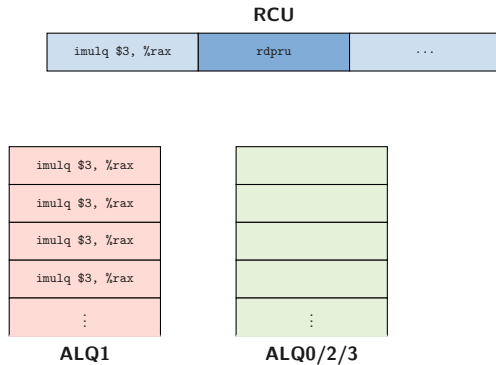 RCU
imulq $3, %rax rdpru ...
imulq $3, %rax
imulq $3, %rax
imulq $3, %rax
imulq $3, %rax
⋮ ⋮
ALQ1 ALQ0/2/3